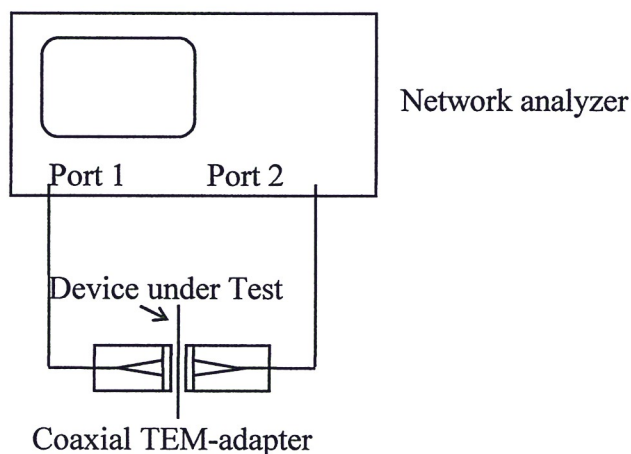 Network analyzer
Port 1 Port 2
Device under Test
Coaxial TEM-adapter